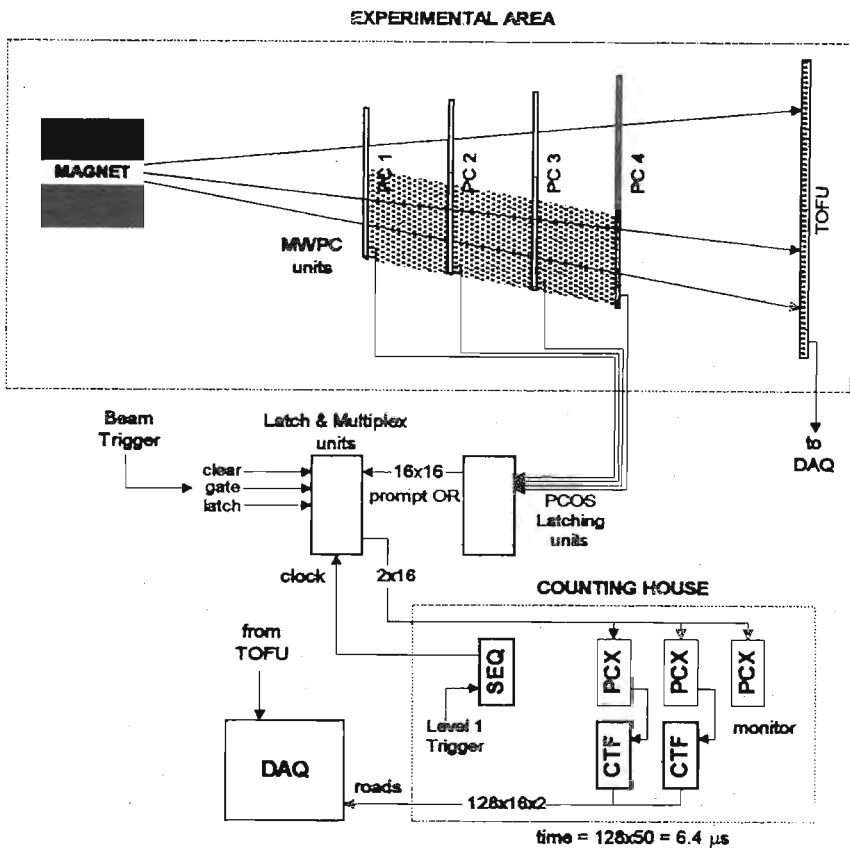 EXPERIMENTAL AREA
MAGNET
PC 1
PC 2
PC 3
PC 4
TOFU
MWPC
units
Beam
Trigger
Latch & Multiplex
units
clear
gate
latch
16x16
prompt OR
PCOS
Latching
units
to
DAQ
clock
2x16
COUNTING HOUSE
from
TOFU
SEQ
PCX
PCX
PCX
Level 1
Trigger
monitor
CTF
CTF
DAQ
roads
128x16x2
time = 128x50 = 6.4 µs